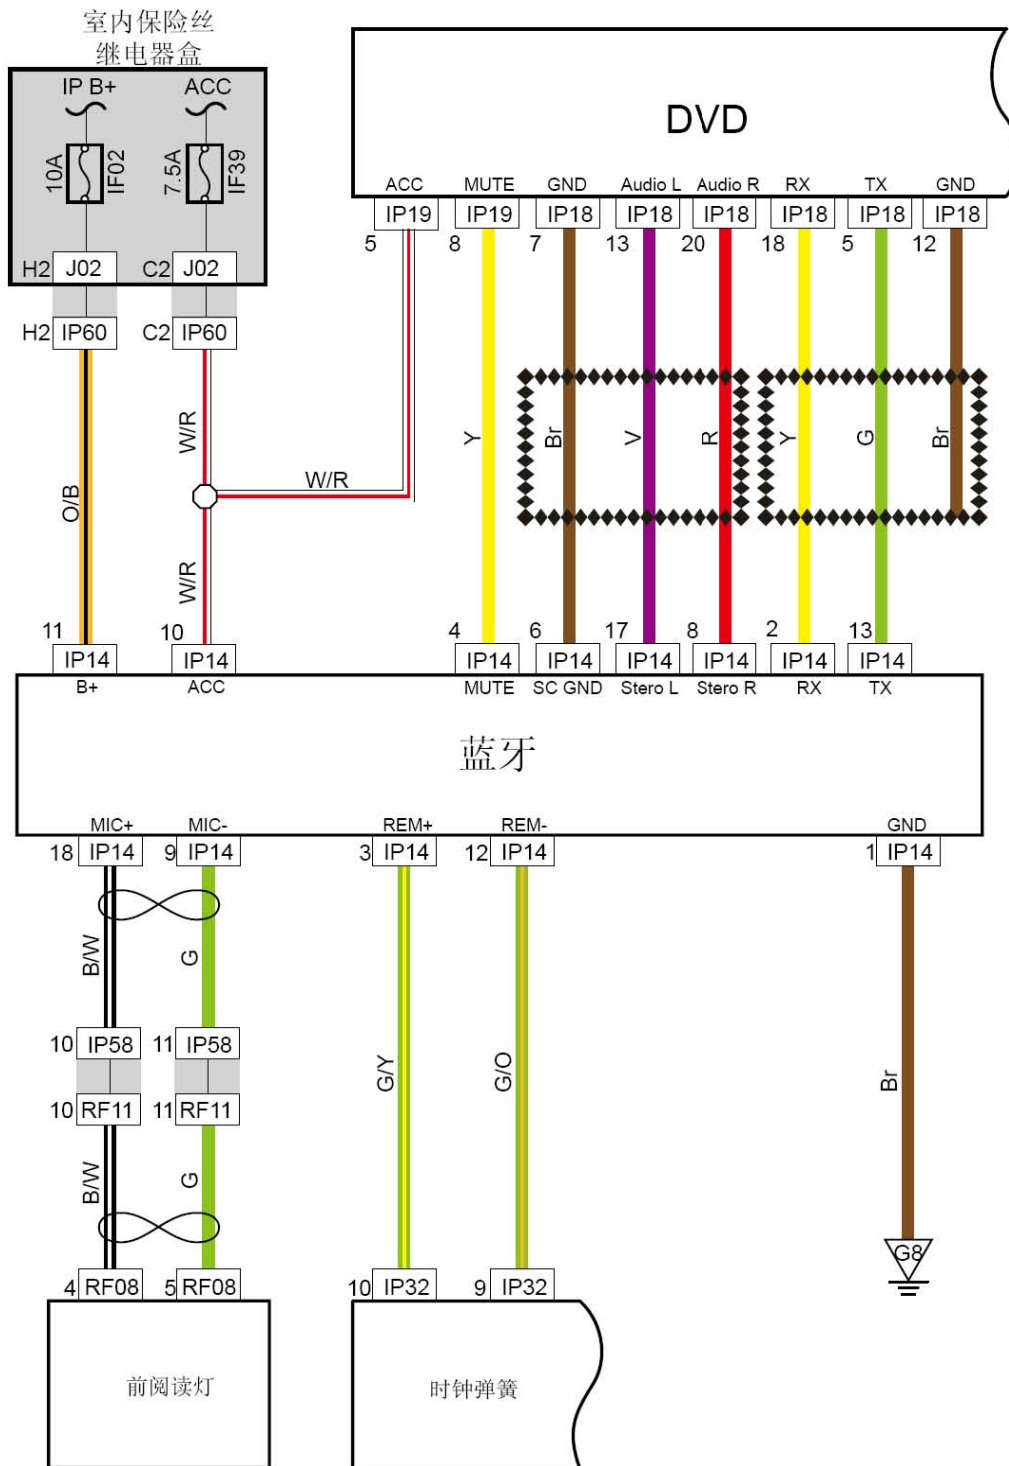 室内保险丝
继电器盒
IP B+ ACC
10A IF02 7.5A IF39
H2 J02 C2 J02
H2 IP60 C2 IP60
DVD
ACC MUTE GND Audio L Audio R RX TX GND
IP19 IP19 IP18 IP18 IP18 IP18 IP18 IP18
5 8 7 13 20 18 5 12
W/R
W/R
O/B
W/R
Y Br V R Y G Br
11 10 4 6 17 8 2 13
IP14 IP14 IP14 IP14 IP14 IP14 IP14 IP14
B+ ACC MUTE SC GND Stero L Stero R RX TX
蓝牙
MIC+ MIC- REM+ REM- GND
18 IP14 9 IP14 3 IP14 12 IP14 1 IP14
B/W G
10 IP58 11 IP58
G/Y G/O Br
10 RF11 11 RF11
B/W G
G8
4 RF08 5 RF08 10 IP32 9 IP32
前阅读灯 时钟弹簧